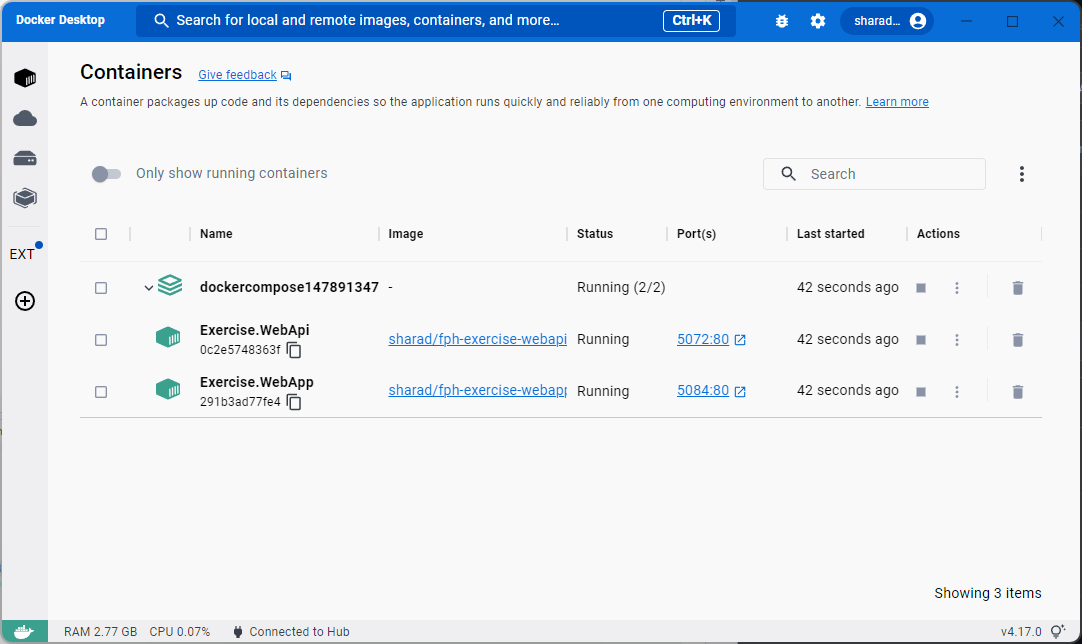 Docker Desktop
Search for local and remote images, containers, and more...
Ctrl+K
sharad...
Containers
Give feedback
A container packages up code and its dependencies so the application runs quickly and reliably from one computing environment to another. Learn more
Only show running containers
Search
EXT
Name Image Status Port(s) Last started Actions
dockercompose147891347 - Running (2/2) 42 seconds ago
Exercise.WebApi
0c2e5748363f
sharad/fph-exercise-webapi Running 5072:80 42 seconds ago
Exercise.WebApp
291b3ad77fe4
sharad/fph-exercise-webapp Running 5084:80 42 seconds ago
Showing 3 items
RAM 2.77 GB CPU 0.07% Connected to Hub v4.17.0